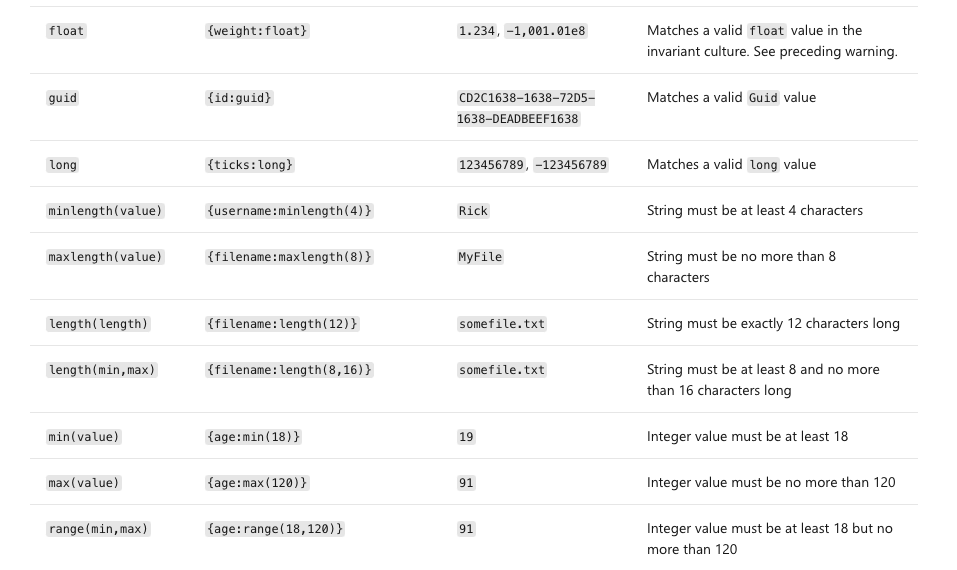 float {weight:float} 1.234, -1,001.01e8 Matches a valid float value in the
invariant culture. See preceding warning.
guid {id:guid} CD2C1638-1638-72D5- Matches a valid Guid value
1638-DEADBEEF1638
long {ticks:long} 123456789, -123456789 Matches a valid long value
minlength(value) {username:minlength(4)} Rick String must be at least 4 characters
maxlength(value) {filename:maxlength(8)} MyFile String must be no more than 8
characters
length(length) {filename:length(12)} somefile.txt String must be exactly 12 characters long
length(min,max) {filename:length(8,16)} somefile.txt String must be at least 8 and no more
than 16 characters long
min(value) {age:min(18)} 19 Integer value must be at least 18
max(value) {age:max(120)} 91 Integer value must be no more than 120
range(min,max) {age:range(18,120)} 91 Integer value must be at least 18 but no
more than 120